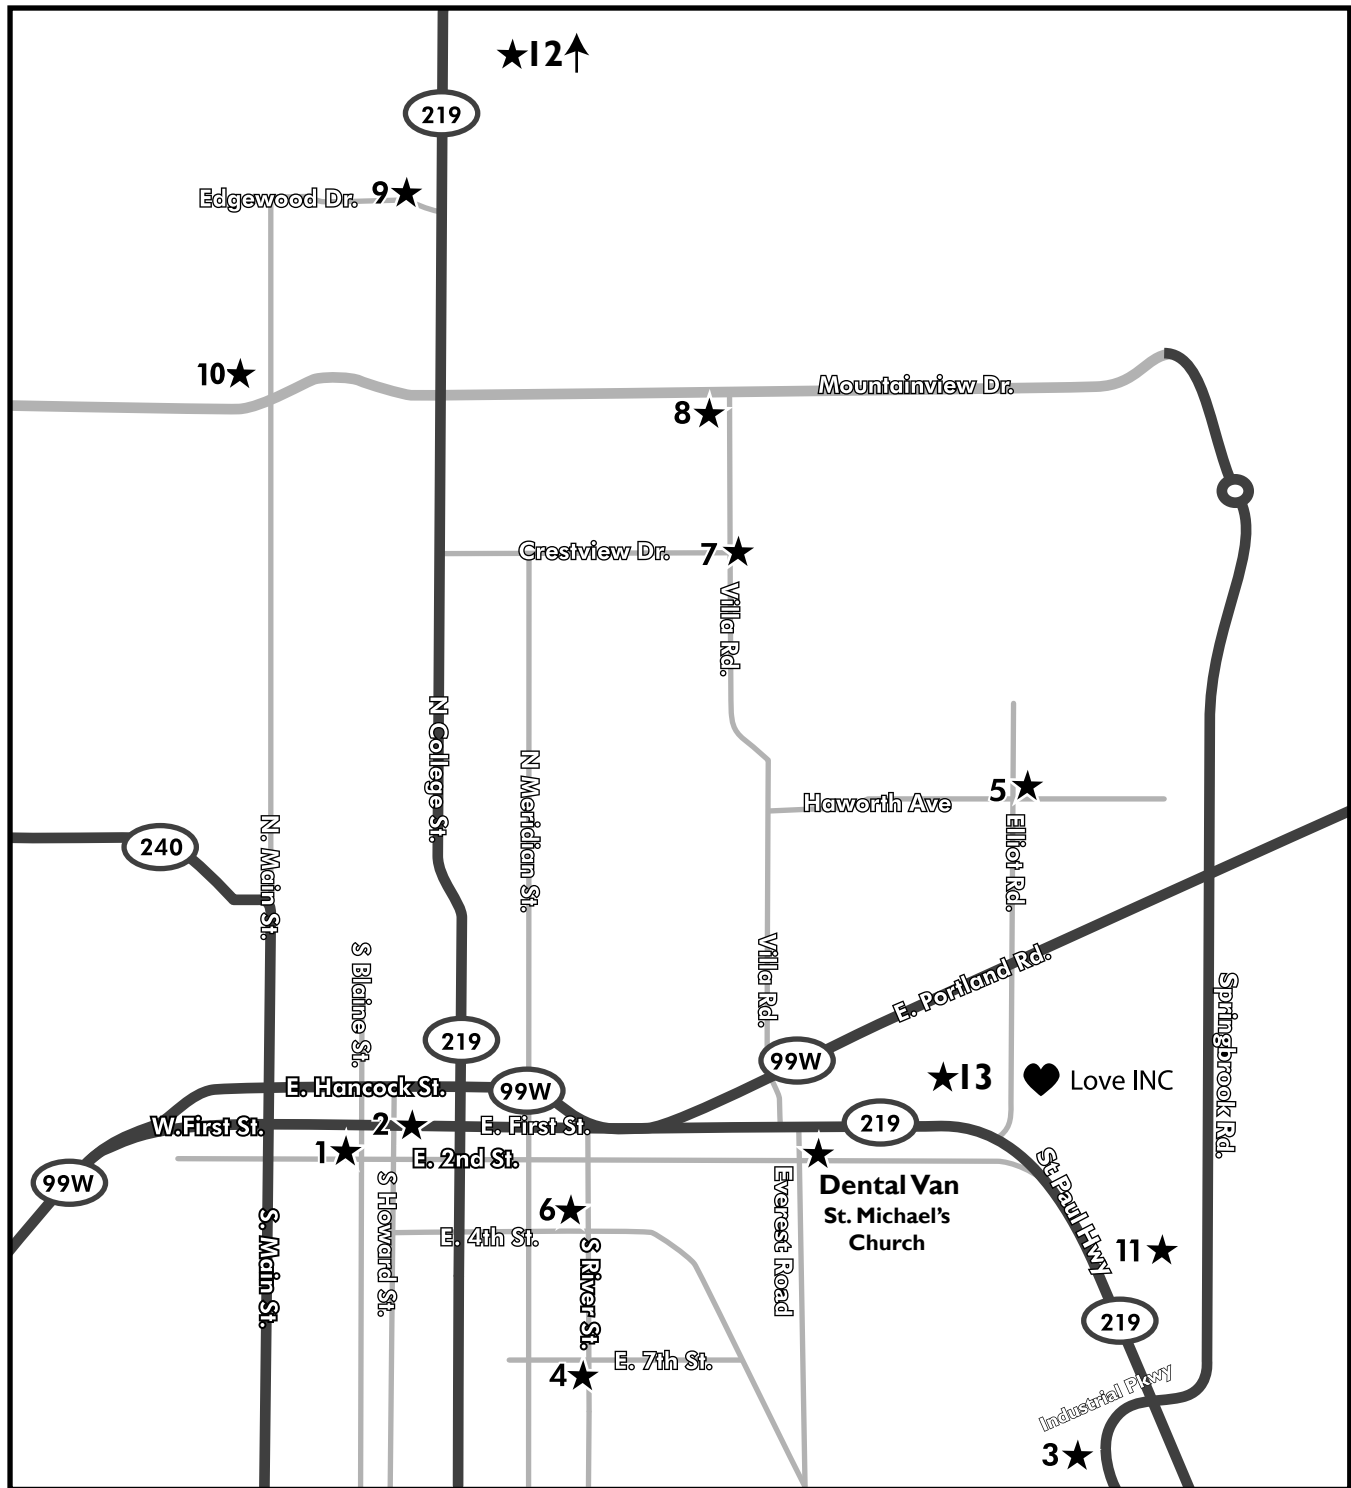 12
219
Edgewood Dr.
9
10
Mountainview Dr.
8
Crestview Dr.
7
Villa Rd.
N College St.
N Meridian St.
5
Haworth Ave
Elliot Rd.
240
N. Main St.
S Blaine St.
Villa Rd.
E. Portland Rd.
Springbrook Rd.
219
99W
13
Love INC
E. Hancock St.
99W
W.First St.
2
E. First St.
219
1
E. 2nd St.
99W
Dental Van
St. Michael's
Church
S. Main St.
S Howard St.
6
E. 4th St.
S River St.
Everest Road
St Paul Hwy
11
219
E. 7th St.
4
Industrial Pkwy
3